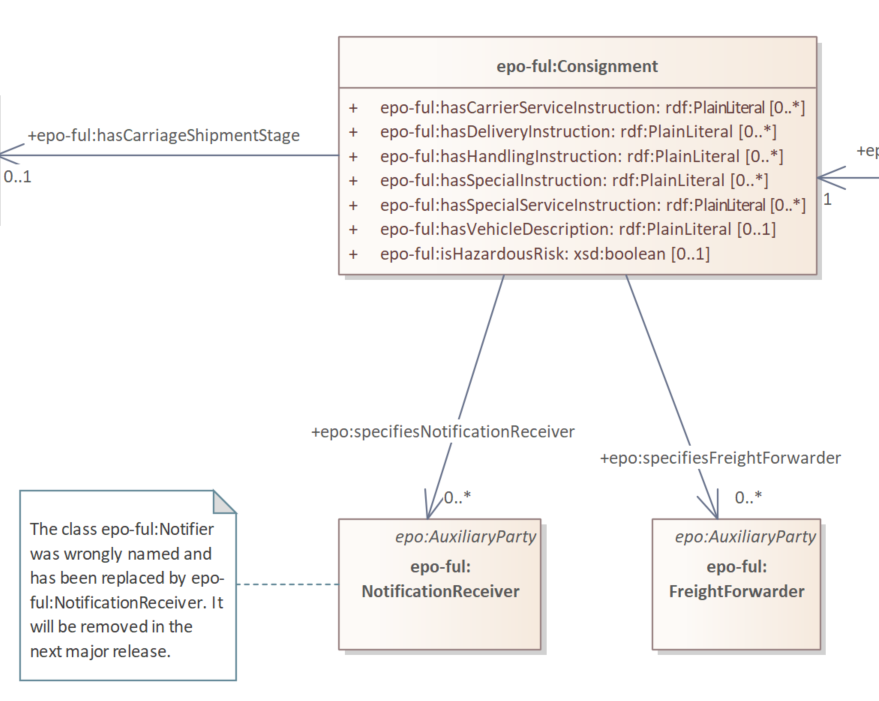 epo-ful:Consignment
+ epo-ful:hasCarrierServiceInstruction: rdf:PlainLiteral [0..*]
+ epo-ful:hasDeliveryInstruction: rdf:PlainLiteral [0..*]
+ epo-ful:hasHandlingInstruction: rdf:PlainLiteral [0..*]
+ epo-ful:hasSpecialInstruction: rdf:PlainLiteral [0..*]
+ epo-ful:hasSpecialServiceInstruction: rdf:PlainLiteral [0..*]
+ epo-ful:hasVehicleDescription: rdf:PlainLiteral [0..1]
+ epo-ful:isHazardousRisk: xsd:boolean [0..1]
+epo-ful:hasCarriageShipmentStage
0..1
+ep
1
+epo:specifiesNotificationReceiver
0..*
+epo:specifiesFreightForwarder
0..*
The class epo-ful:Notifier
was wrongly named and
has been replaced by epo-
ful:NotificationReceiver. It
will be removed in the
next major release.
epo:AuxiliaryParty
epo-ful:
NotificationReceiver
epo:AuxiliaryParty
epo-ful:
FreightForwarder